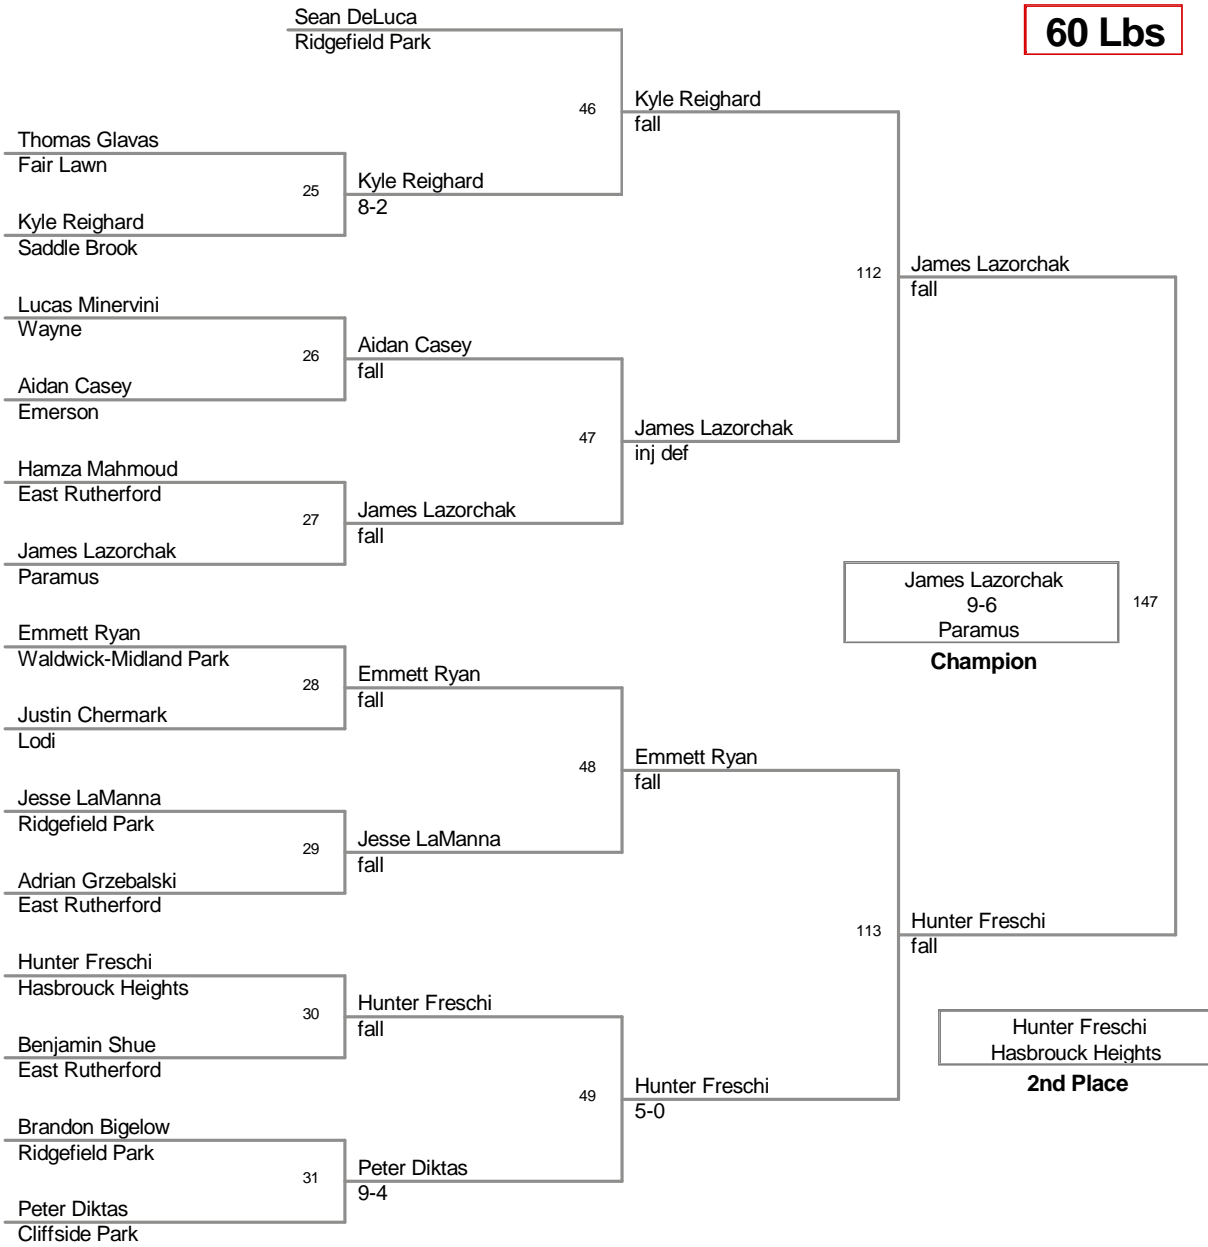 Sean DeLuca
Ridgefield Park
60 Lbs
46
Kyle Reighard
fall
Thomas Glavas
Fair Lawn
25
Kyle Reighard
8-2
Kyle Reighard
Saddle Brook
112
James Lazorchak
fall
Lucas Minervini
Wayne
26
Aidan Casey
fall
Aidan Casey
Emerson
47
James Lazorchak
inj def
Hamza Mahmoud
East Rutherford
27
James Lazorchak
fall
James Lazorchak
Paramus
James Lazorchak
9-6
Paramus
147
Champion
Emmett Ryan
Waldwick-Midland Park
28
Emmett Ryan
fall
Justin Chermark
Lodi
48
Emmett Ryan
fall
Jesse LaManna
Ridgefield Park
29
Jesse LaManna
fall
Adrian Grzebalski
East Rutherford
113
Hunter Freschi
fall
Hunter Freschi
Hasbrouck Heights
30
Hunter Freschi
fall
Benjamin Shue
East Rutherford
Hunter Freschi
Hasbrouck Heights
2nd Place
49
Hunter Freschi
5-0
Brandon Bigelow
Ridgefield Park
31
Peter Diktas
9-4
Peter Diktas
Cliffside Park